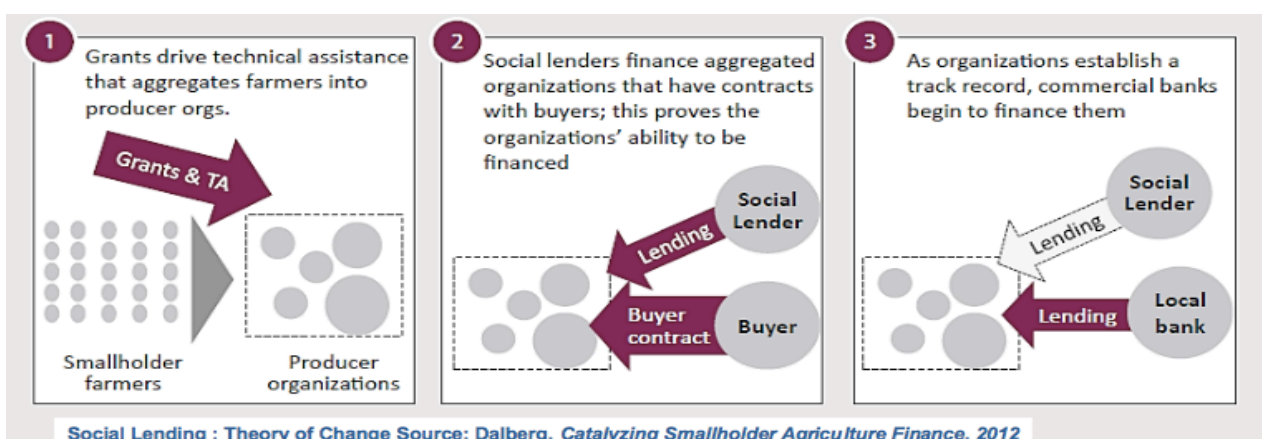 1
Grants drive technical assistance
that aggregates farmers into
producer orgs.
Grants & TA
Smallholder
farmers
Producer
organizations
2
Social lenders finance aggregated
organizations that have contracts
with buyers; this proves the
organizations’ ability to be
financed
Social
Lender
Lending
Buyer
contract
Buyer
3
As organizations establish a
track record, commercial banks
begin to finance them
Social
Lender
Lending
Lending
Local
bank
Social Lending : Theory of Change Source: Dalberg, Catalyzing Smallholder Agriculture Finance, 2012